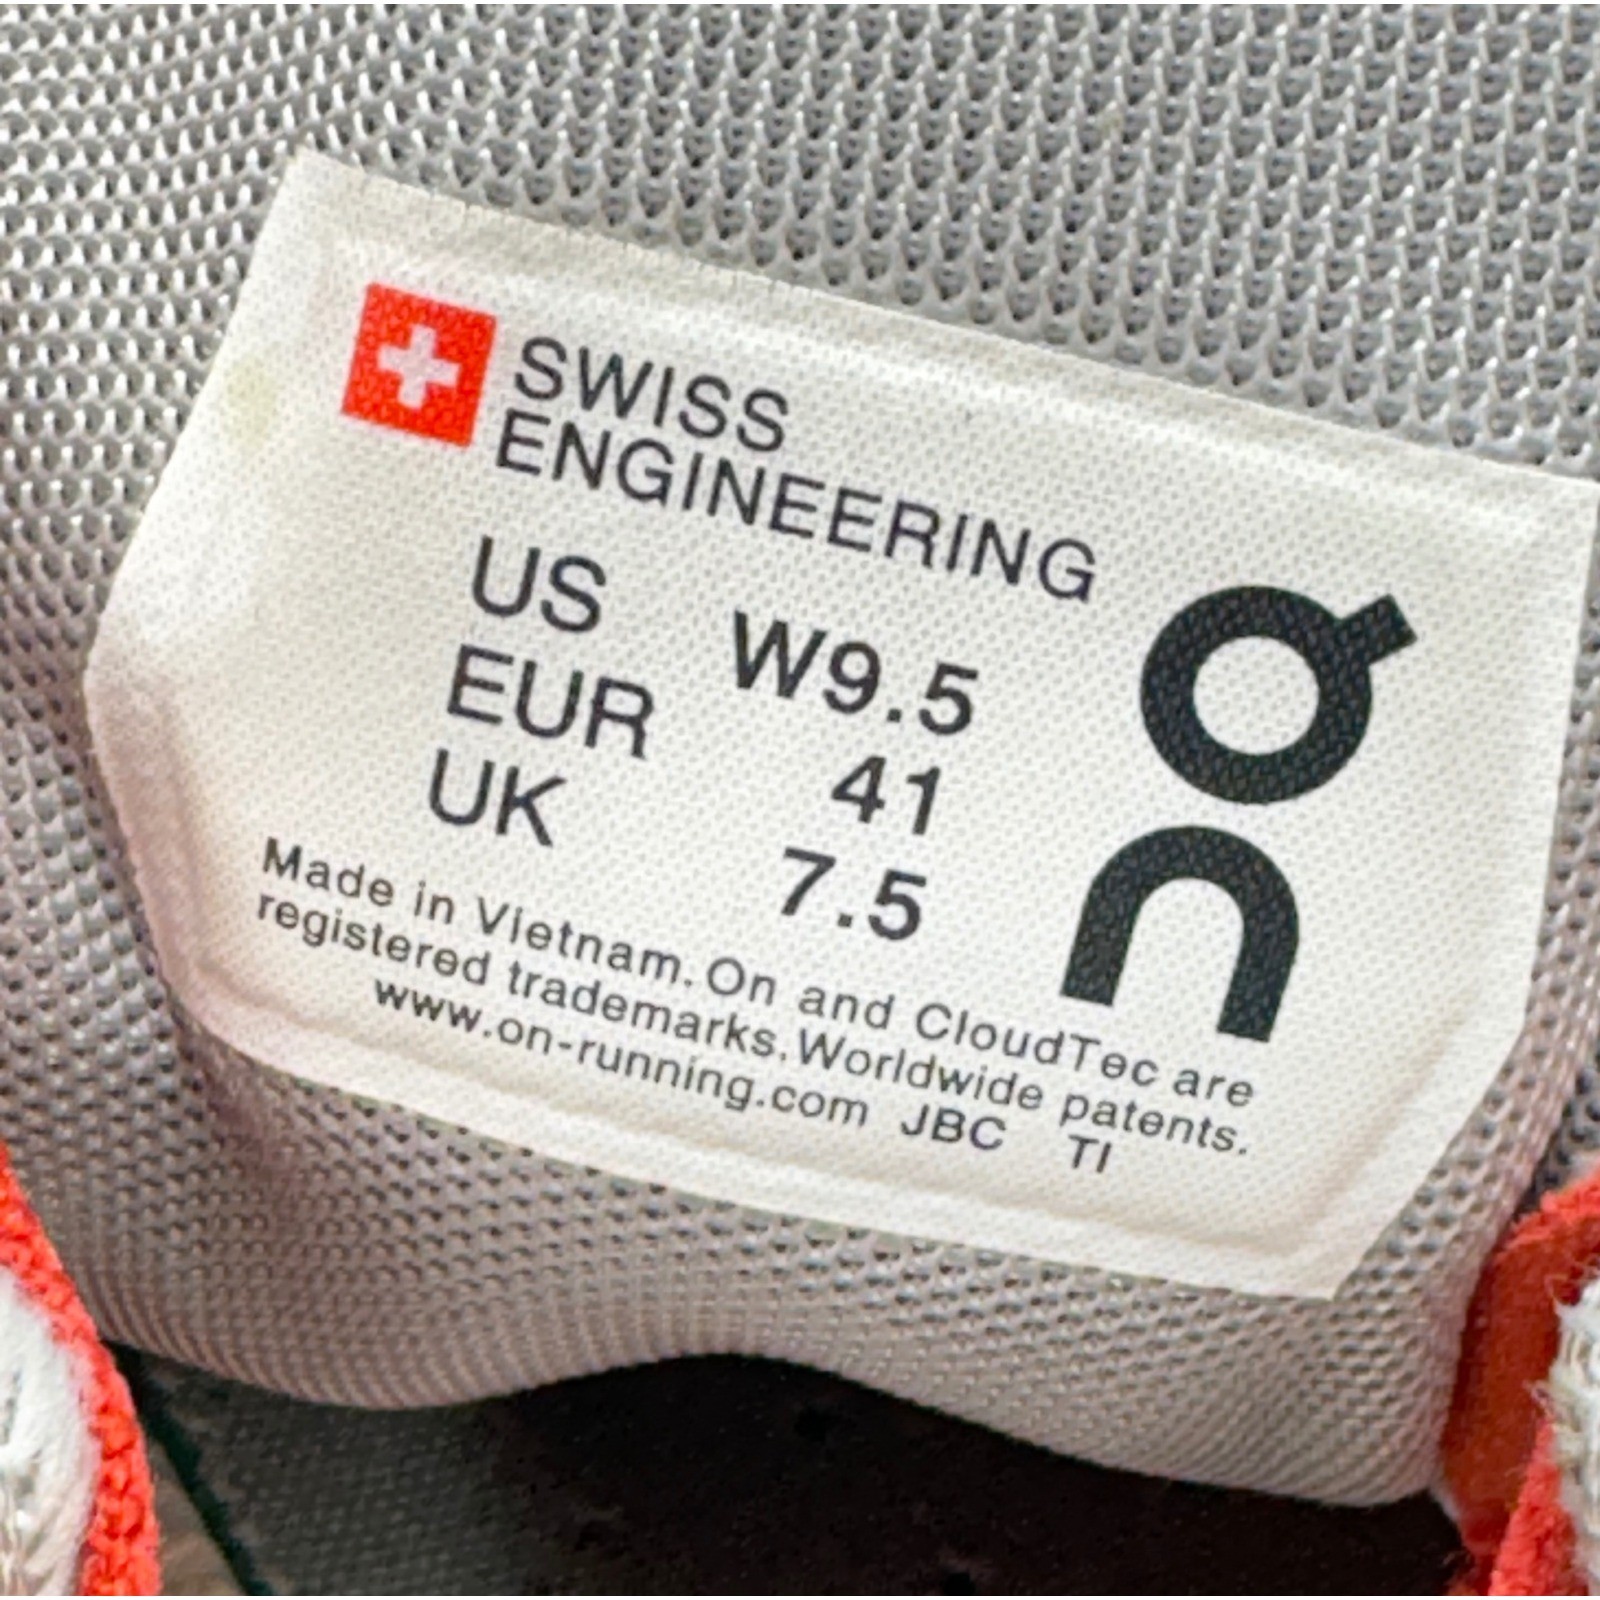 SWISS
ENGINEERING
US W9.5
EUR 41
UK 7.5
On
Made in Vietnam. On and CloudTec are
registered trademarks. Worldwide patents.
www.on-running.com JBC TI